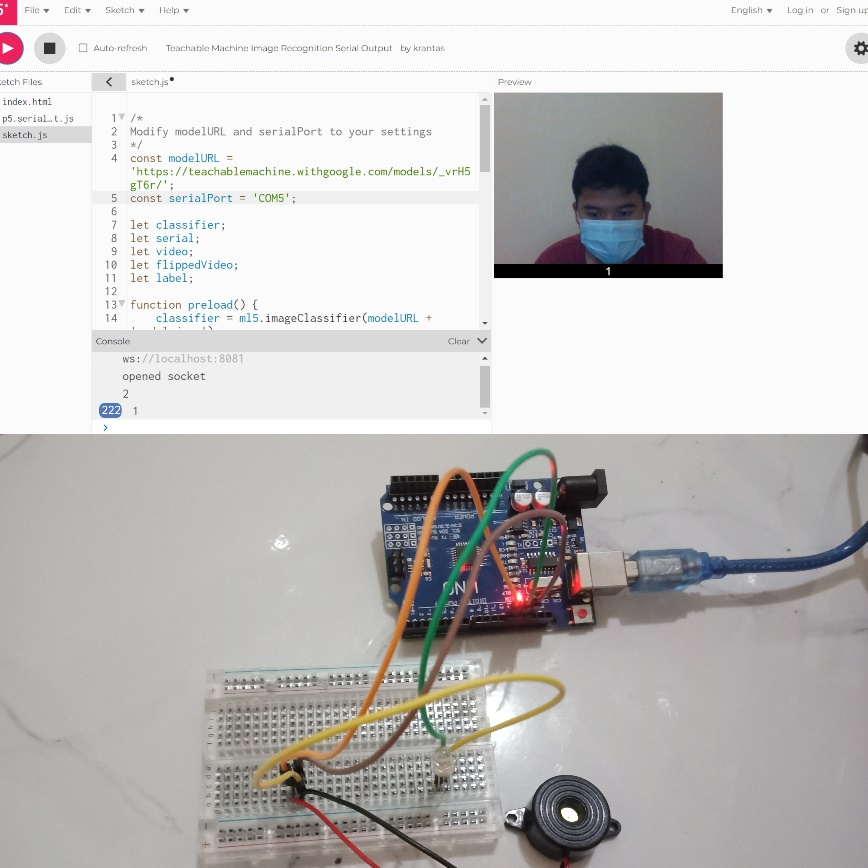 5*
File Edit Sketch Help
English Log in or Sign up
Auto-refresh Teachable Machine Image Recognition Serial Output by krantas
etch Files
sketch.js
Preview
index.html
p5.serial…t.js
sketch.js
1 /*
2 Modify modelURL and serialPort to your settings
3 */
4 const modelURL =
'https://teachablemachine.withgoogle.com/models/_vrH5
gT6r/';
5 const serialPort = 'COM5';
6
7 let classifier;
8 let serial;
9 let video;
10 let flippedVideo;
11 let label;
12
13 function preload() {
14 classifier = ml5.imageClassifier(modelURL +
1
Console
Clear
ws://localhost:8081
opened socket
2
222 1
>
UNO
POWER